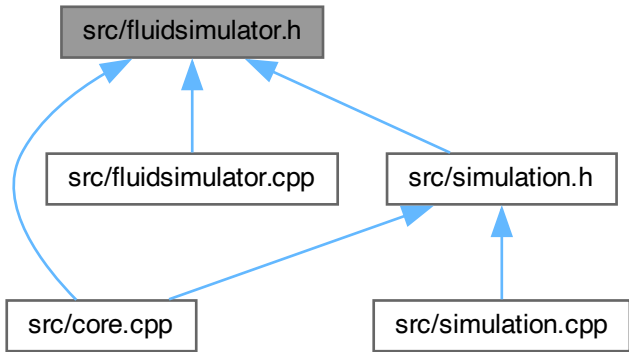 src/fluidsimulator.h
src/fluidsimulator.cpp
src/simulation.h
src/core.cpp
src/simulation.cpp